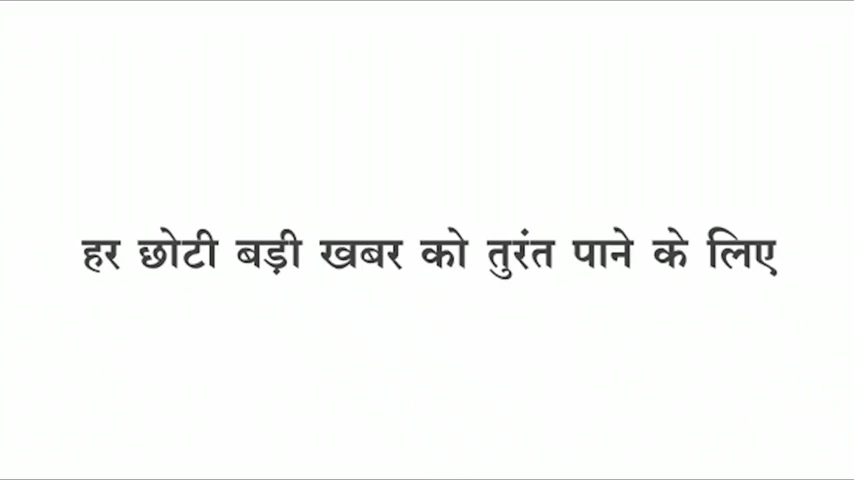 हर छोटी बड़ी खबर को तुरंत पाने के लिए